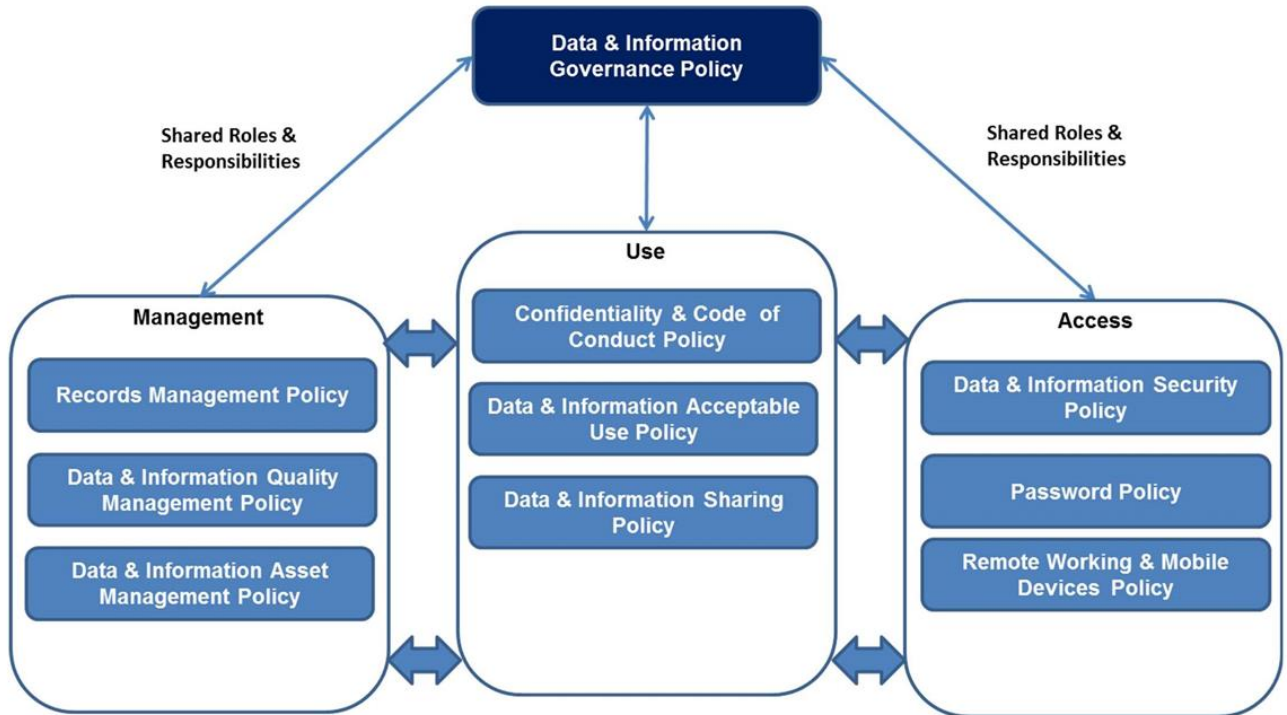 Data & Information
Governance Policy
Shared Roles &
Responsibilities
Shared Roles &
Responsibilities
Management
Records Management Policy
Data & Information Quality
Management Policy
Data & Information Asset
Management Policy
Use
Confidentiality & Code of
Conduct Policy
Data & Information Acceptable
Use Policy
Data & Information Sharing
Policy
Access
Data & Information Security
Policy
Password Policy
Remote Working & Mobile
Devices Policy